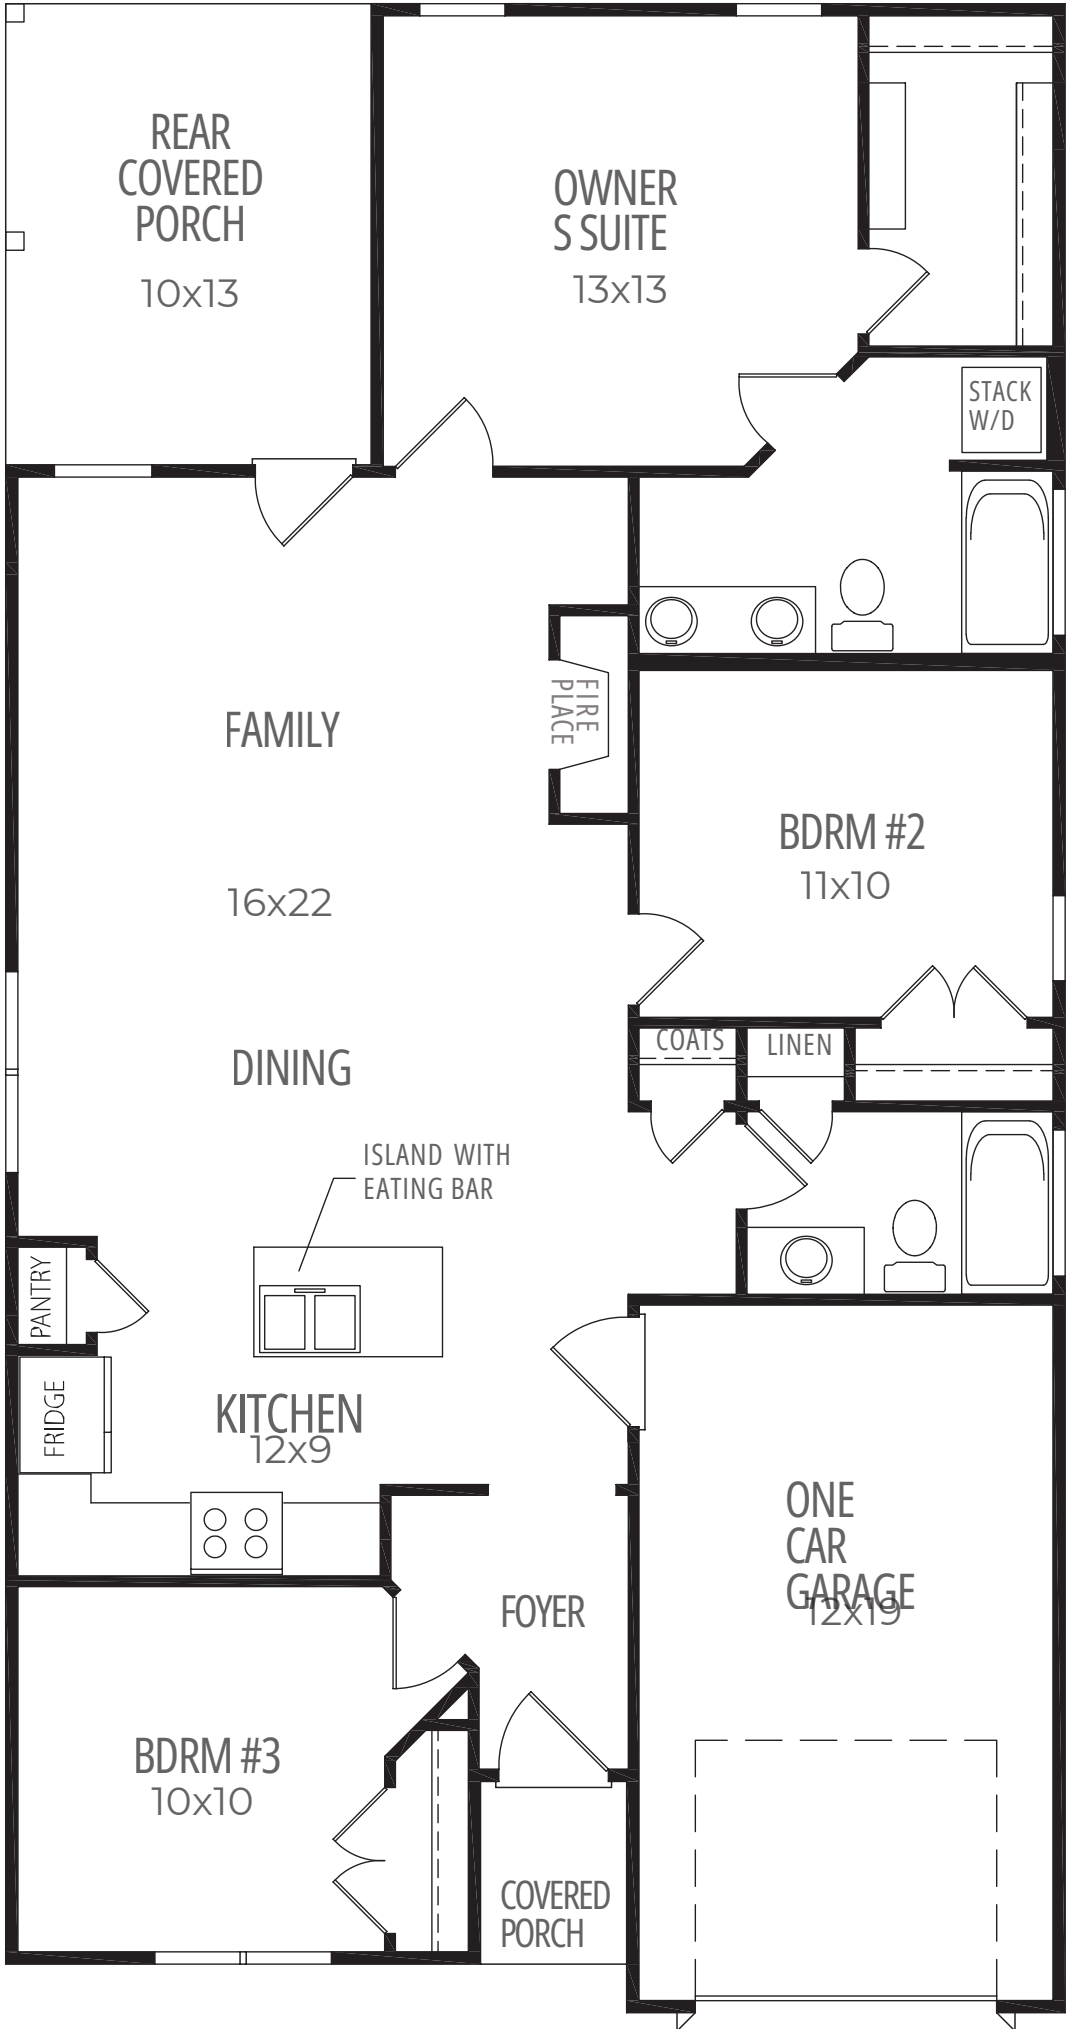 REAR
COVERED
PORCH
10x13
OWNER
S SUITE
13x13
STACK
W/D
FAMILY
FIRE
PLACE
16x22
BDRM #2
11x10
COATS
LINEN
DINING
ISLAND WITH
EATING BAR
PANTRY
FRIDGE
KITCHEN
12x9
ONE
CAR
GARAGE
12x19
FOYER
BDRM #3
10x10
COVERED
PORCH